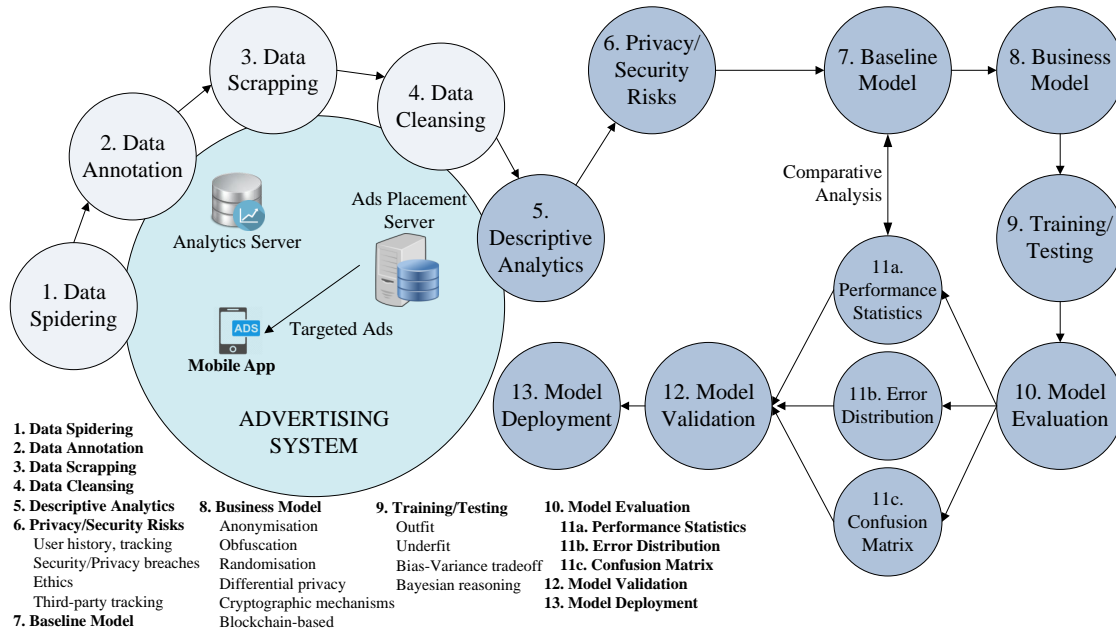 1. Data
Spidering
2. Data
Annotation
3. Data
Scrapping
4. Data
Cleansing
5.
Descriptive
Analytics
6. Privacy/
Security
Risks
7. Baseline
Model
8. Business
Model
9. Training/
Testing
10. Model
Evaluation
11a.
Performance
Statistics
11b. Error
Distribution
11c.
Confusion
Matrix
12. Model
Validation
13. Model
Deployment
Comparative
Analysis
Analytics Server
Ads Placement
Server
ADS
Targeted Ads
Mobile App
ADVERTISING
SYSTEM
1. Data Spidering
2. Data Annotation
3. Data Scrapping
4. Data Cleansing
5. Descriptive Analytics
6. Privacy/Security Risks
User history, tracking
Security/Privacy breaches
Ethics
Third-party tracking
7. Baseline Model
8. Business Model
Anonymisation
Obfuscation
Randomisation
Differential privacy
Cryptographic mechanisms
Blockchain-based
9. Training/Testing
Outfit
Underfit
Bias-Variance tradeoff
Bayesian reasoning
10. Model Evaluation
11a. Performance Statistics
11b. Error Distribution
11c. Confusion Matrix
12. Model Validation
13. Model Deployment